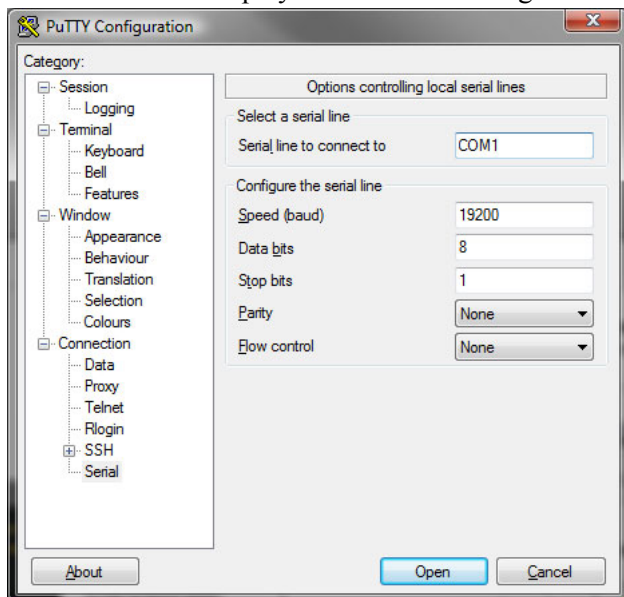 PuTTY Configuration
Category:
Session
Logging
Terminal
Keyboard
Bell
Features
Window
Appearance
Behaviour
Translation
Selection
Colours
Connection
Data
Proxy
Telnet
Rlogin
SSH
Serial
Options controlling local serial lines
Select a serial line
Serial line to connect to COM1
Configure the serial line
Speed (baud) 19200
Data bits 8
Stop bits 1
Parity None
Flow control None
About Open Cancel